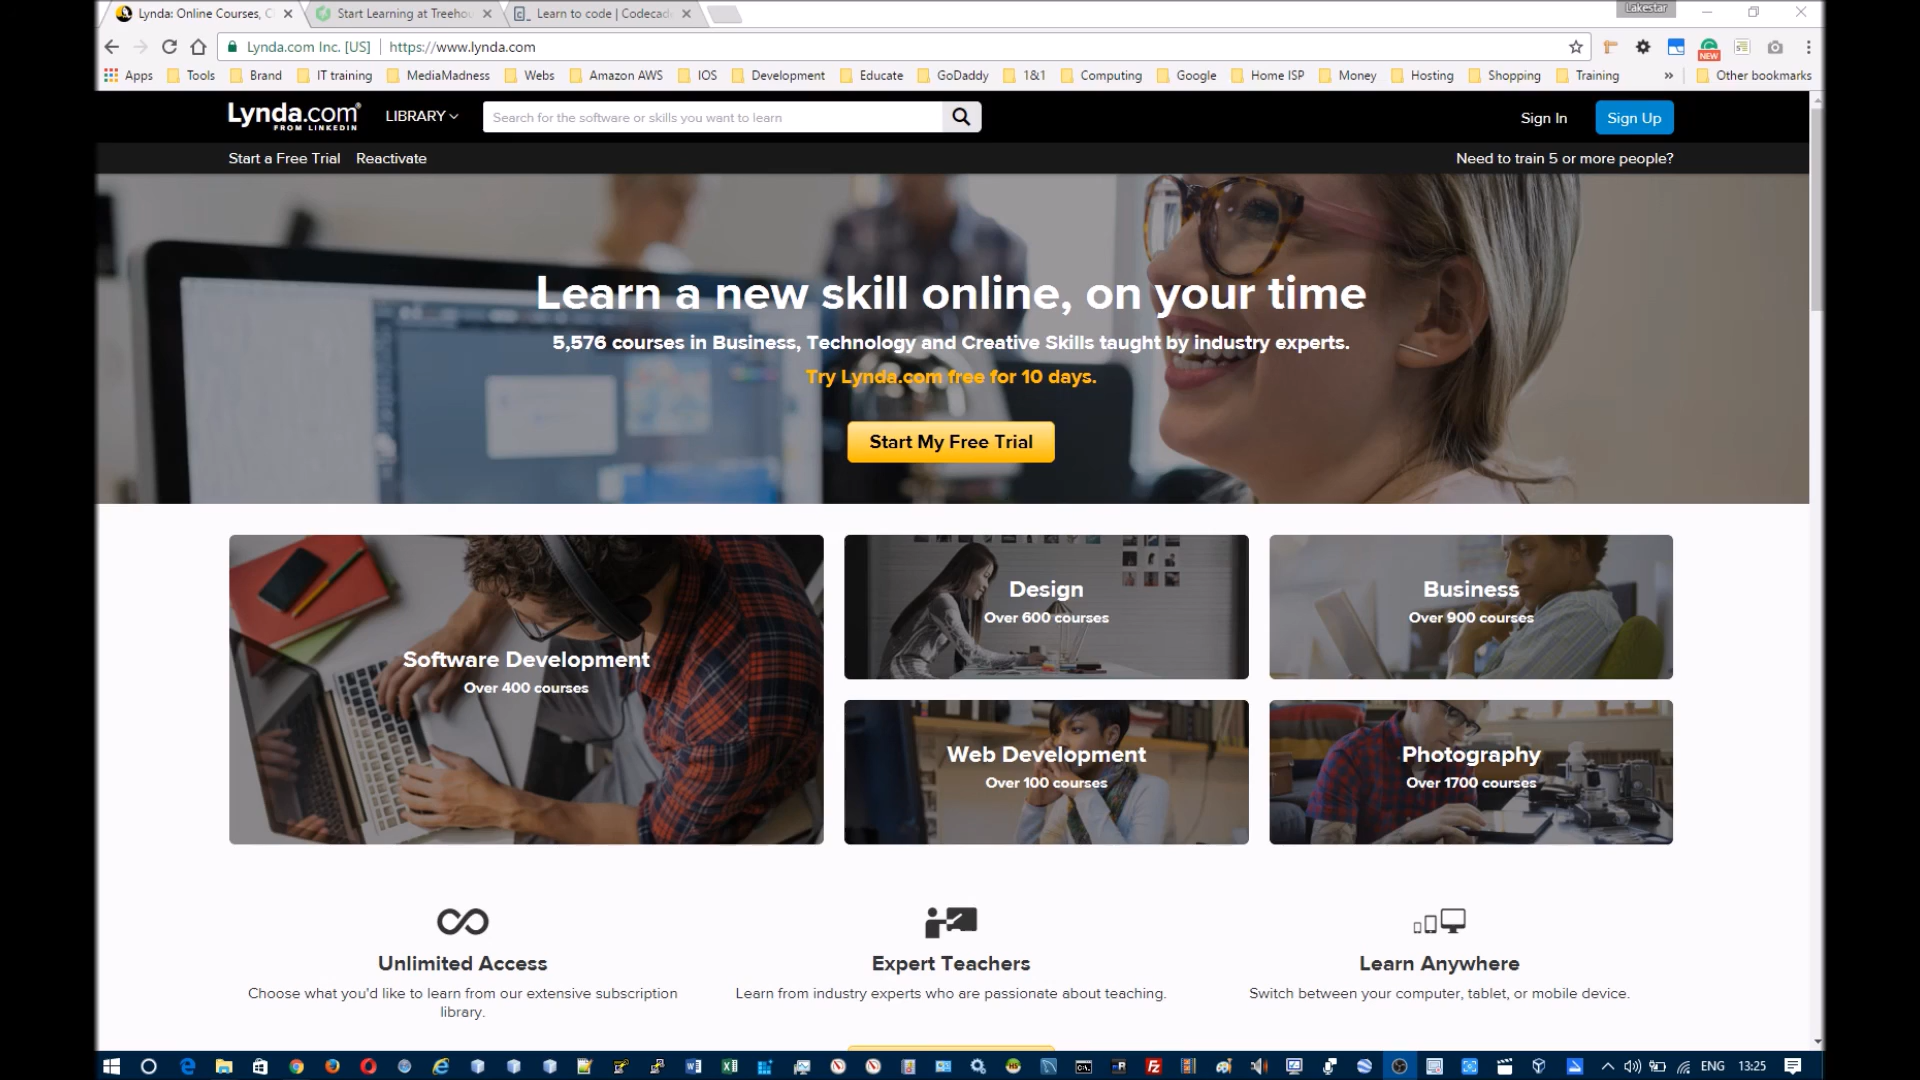 Lakestar
Lynda: Online Courses, C
Start Learning at Treehou
Learn to code | Codecad
Lynda.com Inc. [US] | https://www.lynda.com
Apps Tools Brand IT training MediaMadness Webs Amazon AWS IOS Development Educate GoDaddy 1&1 Computing Google Home ISP Money Hosting Shopping Training » Other bookmarks
NEW
Lynda.com®
FROM LINKEDIN
LIBRARY
Search for the software or skills you want to learn
Sign In
Sign Up
Start a Free Trial Reactivate
Need to train 5 or more people?
Learn a new skill online, on your time
5,576 courses in Business, Technology and Creative Skills taught by industry experts.
Try Lynda.com free for 10 days.
Start My Free Trial
Software Development
Over 400 courses
Design
Over 600 courses
Business
Over 900 courses
Web Development
Over 100 courses
Photography
Over 1700 courses
Unlimited Access
Choose what you'd like to learn from our extensive subscription
library.
Expert Teachers
Learn from industry experts who are passionate about teaching.
Learn Anywhere
Switch between your computer, tablet, or mobile device.
ENG 13:25